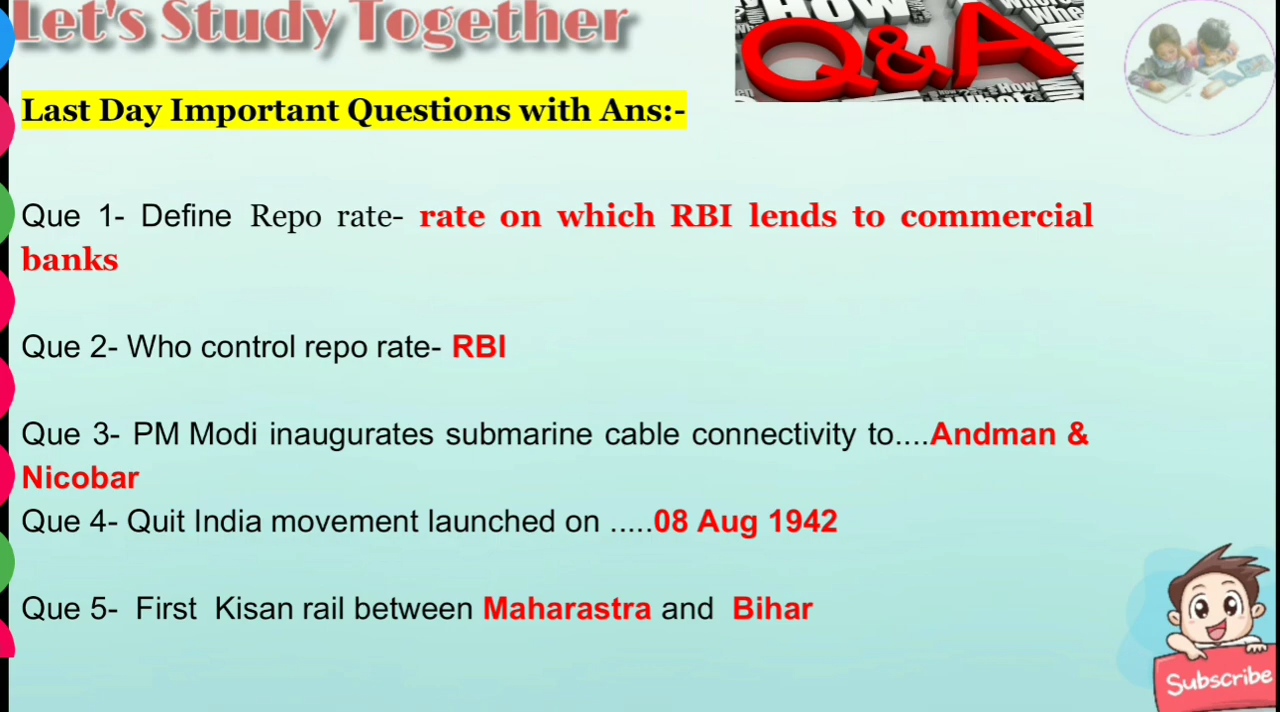 Let's Study Together
HOW
Q&A
Last Day Important Questions with Ans:-
Que 1- Define Repo rate- rate on which RBI lends to commercial
banks
Que 2- Who control repo rate- RBI
Que 3- PM Modi inaugurates submarine cable connectivity to....Andman &
Nicobar
Que 4- Quit India movement launched on .....08 Aug 1942
Que 5- First Kisan rail between Maharastra and Bihar
Subscribe